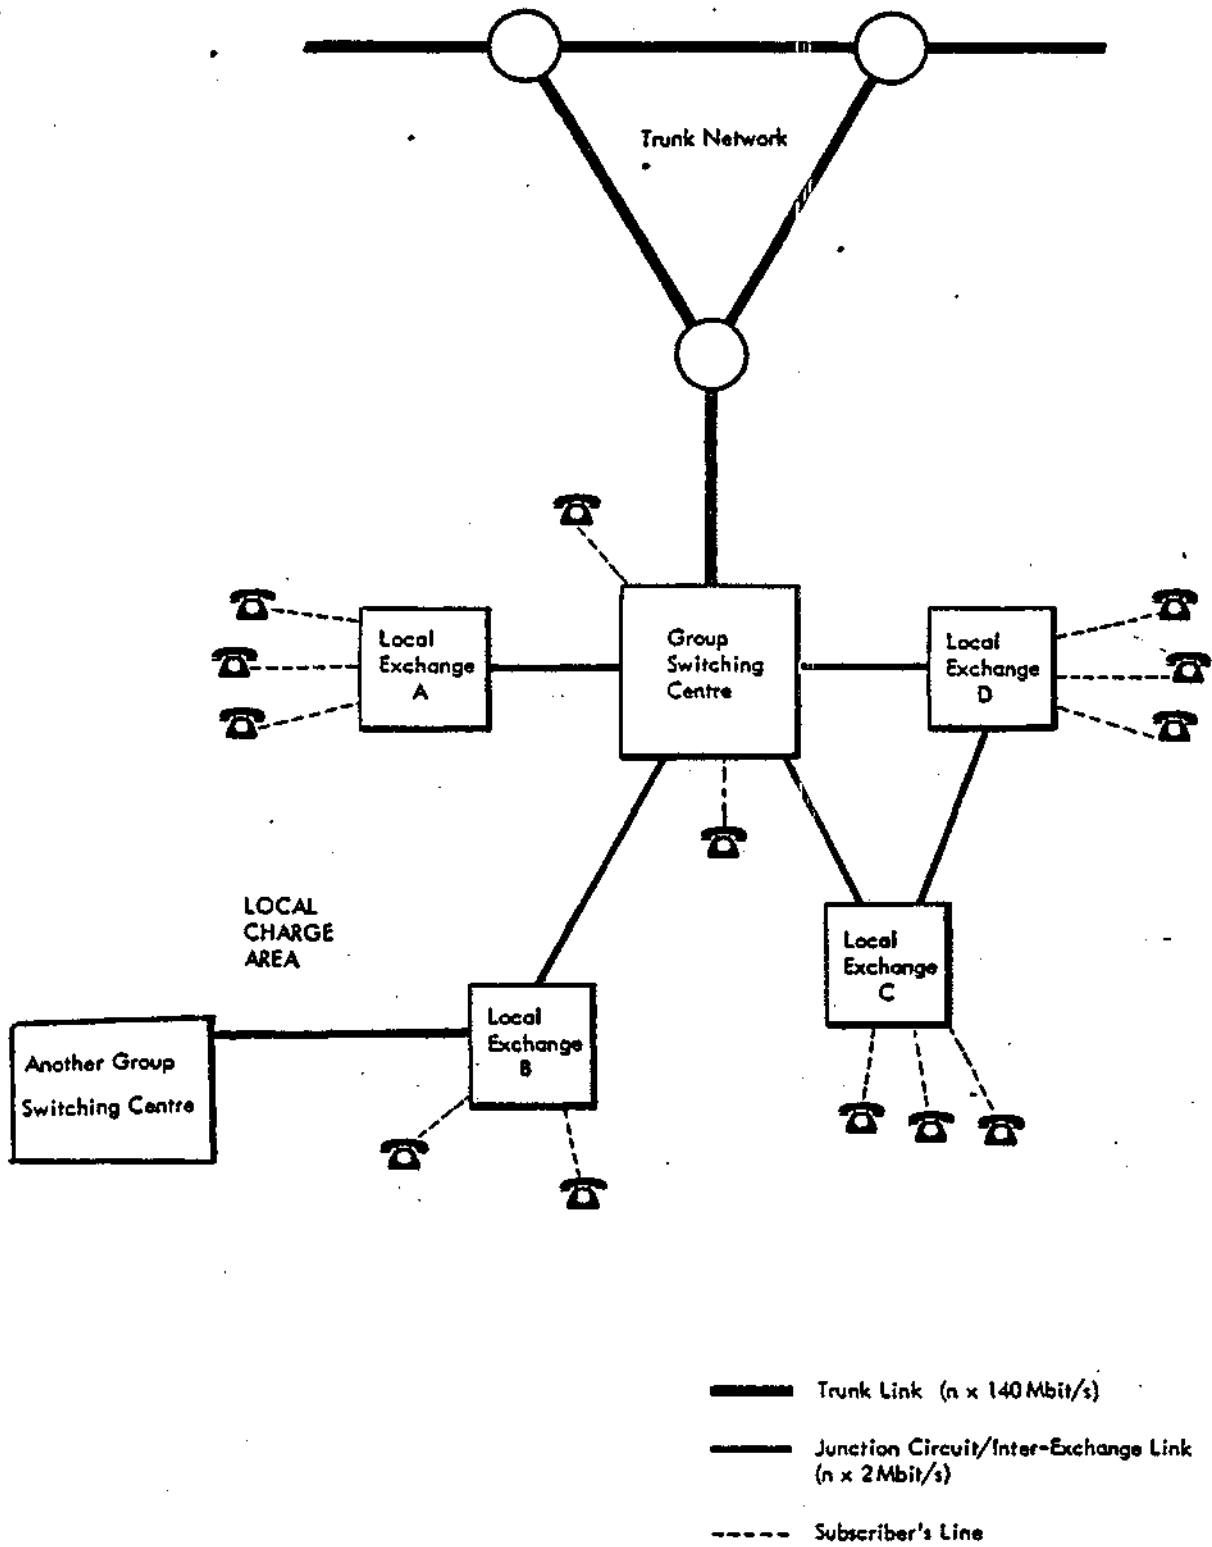 Trunk Network
Local
Exchange
A
Group
Switching
Centre
Local
Exchange
D
LOCAL
CHARGE
AREA
Local
Exchange
C
Local
Exchange
B
Another Group
Switching Centre
Trunk Link (n x 140 Mbit/s)
Junction Circuit/Inter-Exchange Link
(n x 2 Mbit/s)
Subscriber's Line